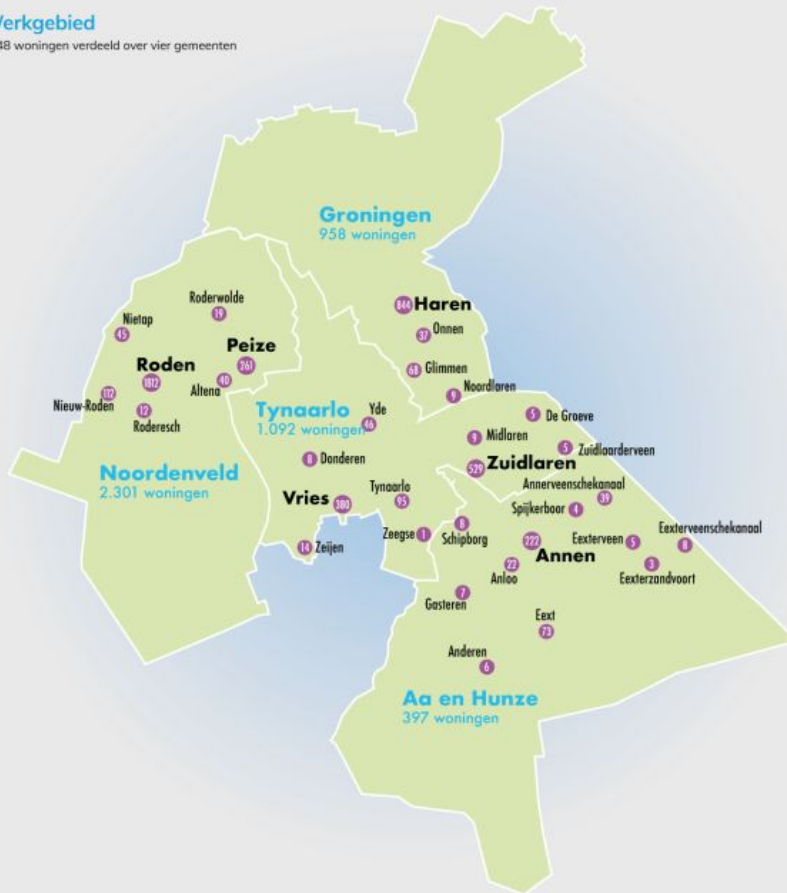 Werkgebied
48 woningen verdeeld over vier gemeenten
Groningen
958 woningen
844 Haren
37 Onnen
68 Glimmen
Noordlaren
9
Roderwolde
19
Nietap
45
Peize
261
Roden
1812
Altena 40
112
Nieuw-Roden
12
Roderesch
Noordenveld
2.301 woningen
Tynaarlo
1.092 woningen
Yde
46
8 Donderen
Vries 380
Tynaarlo
95
Zeegse 1
14 Zeijen
5 De Groeve
9 Midlaren
5 Zuidlaarderveen
529 Zuidlaren
Annerveenschekanaal
39
Spijkerboor 4
8
Schipborg
222
Annen
Eexterveen 5
Eexterveenschekanaal
8
3
Eexterzandvoort
22
Anloo
7
Gasteren
Eext
73
Anderen
6
Aa en Hunze
397 woningen